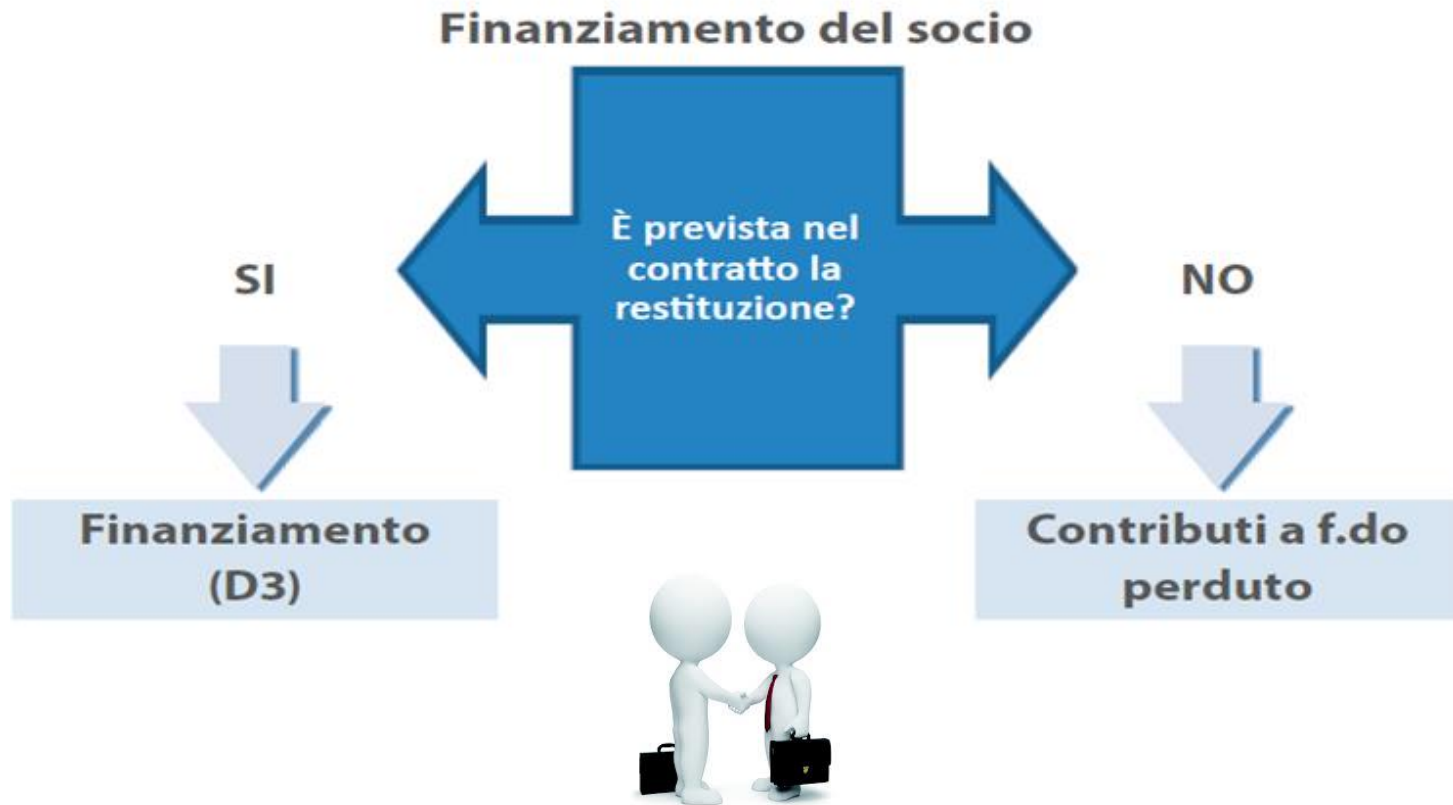 Finanziamento del socio
È prevista nel
contratto la
restituzione?
SI
NO
Finanziamento
(D3)
Contributi a f.do
perduto